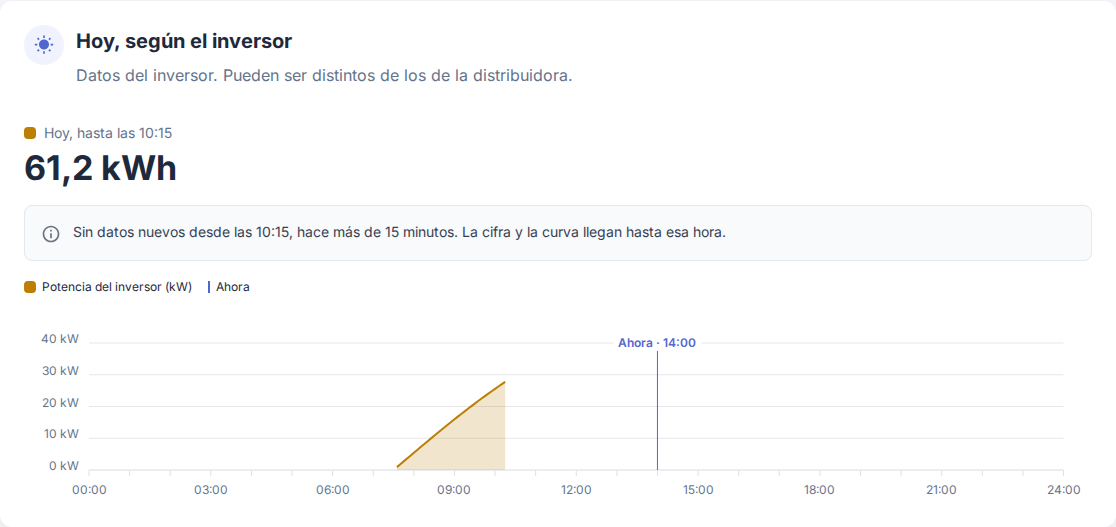 Hoy, según el inversor
Datos del inversor. Pueden ser distintos de los de la distribuidora.
Hoy, hasta las 10:15
61,2 kWh
Sin datos nuevos desde las 10:15, hace más de 15 minutos. La cifra y la curva llegan hasta esa hora.
Potencia del inversor (kW) Ahora
Ahora · 14:00
40 kW
30 kW
20 kW
10 kW
0 kW
00:00 03:00 06:00 09:00 12:00 15:00 18:00 21:00 24:00